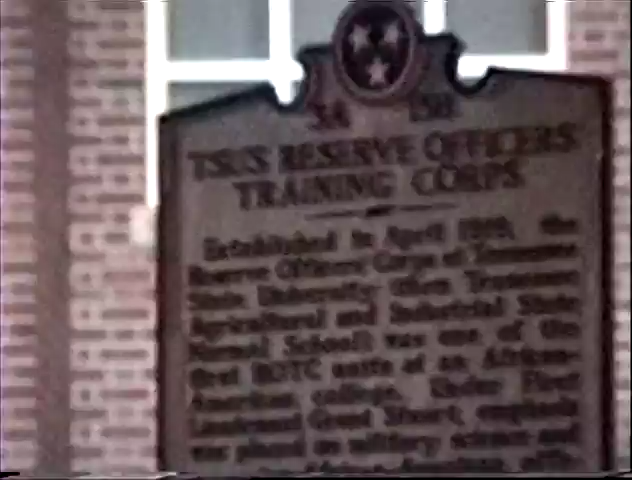 3A
TSU'S RESERVE OFFICERS
TRAINING CORPS
Established in April 1919, the
Reserve Officers Corps at Tennessee
State University (then Tennessee
Agricultural and Industrial State
Normal School) was one of the
first ROTC units at an African-
American college. Under First
Lieutenant Grant Stuart, emphasis
was placed on military science and